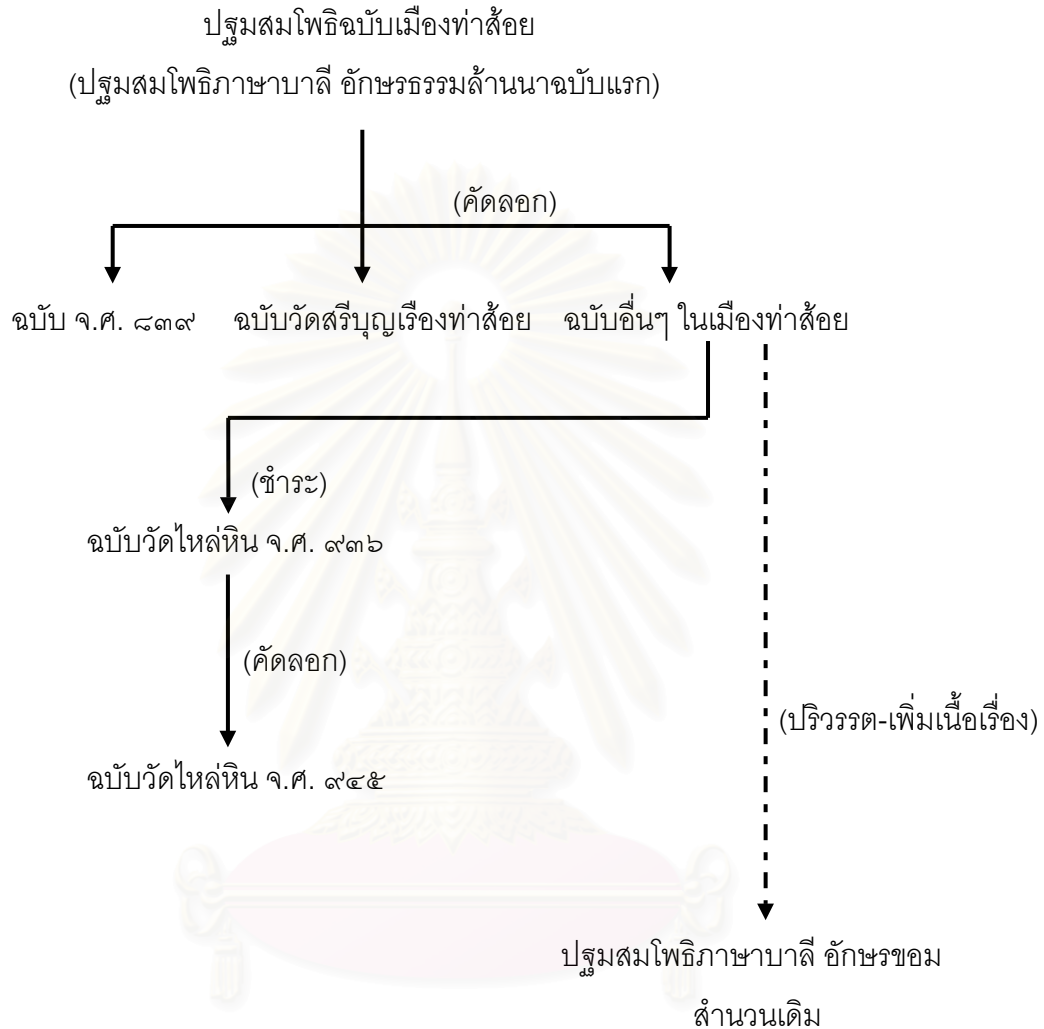 ปฐมสมโพธิฉบับเมืองท่าส้อย
(ปฐมสมโพธิภาษาบาลี อักษรธรรมล้านนาฉบับแรก)
(คัดลอก)
ฉบับ จ.ศ. ๘๓๙ ฉบับวัดสรีบุญเรืองท่าส้อย ฉบับอื่นๆ ในเมืองท่าส้อย
(ชำระ)
ฉบับวัดไหล่หิน จ.ศ. ๙๓๖
(คัดลอก)
(ปริวรรต-เพิ่มเนื้อเรื่อง)
ฉบับวัดไหล่หิน จ.ศ. ๙๔๕
ปฐมสมโพธิภาษาบาลี อักษรขอม
สำนวนเดิม